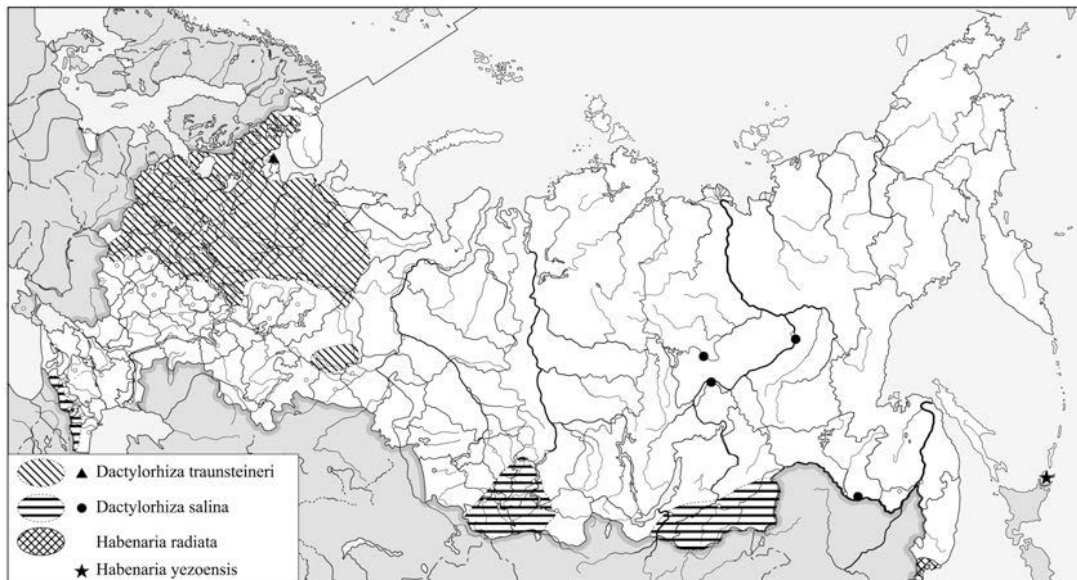 Dactylorhiza traunsteineri
Dactylorhiza salina
Habenaria radiata
Habenaria yezoensis